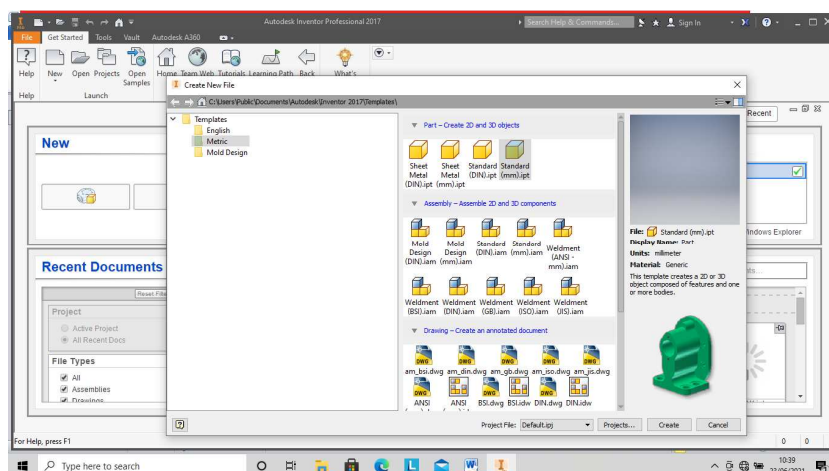 Autodesk Inventor Professional 2017
Search Help & Commands...
Sign In
File
Get Started
Tools
Vault
Autodesk A360
Help
New
Open
Projects
Open Samples
Home
Team Web
Tutorials
Learning Path
Back
What's
Help
Launch
Create New File
C:\Users\Public\Documents\Autodesk\Inventor 2017\Templates\
Templates
English
Metric
Mold Design
Part – Create 2D and 3D objects
Sheet Metal (DIN).ipt
Sheet Metal (mm).ipt
Standard (DIN).ipt
Standard (mm).ipt
Assembly – Assemble 2D and 3D components
Mold Design (DIN).iam
Mold Design (mm).iam
Standard (DIN).iam
Standard (mm).iam
Weldment (ANSI - mm).iam
Weldment (BSI).iam
Weldment (DIN).iam
Weldment (GB).iam
Weldment (ISO).iam
Weldment (JIS).iam
Drawing – Create an annotated document
am_bsi.dwg
am_din.dwg
am_gb.dwg
am_iso.dwg
am_jis.dwg
ANSI
ANSI
BSI.dwg
BSI.idw
DIN.dwg
DIN.idw
File: Standard (mm).ipt
Display Name: Part
Units: millimeter
Material: Generic
This template creates a 2D or 3D
object composed of features and one
or more bodies.
Project File: Default.ipj
Projects...
Create
Cancel
Recent
New
Windows Explorer
Recent Documents
Project
Active Project
All Recent Docs
File Types
All
Assemblies
Drawings
For Help, press F1
0 0
Type here to search
10:39
23/06/2021